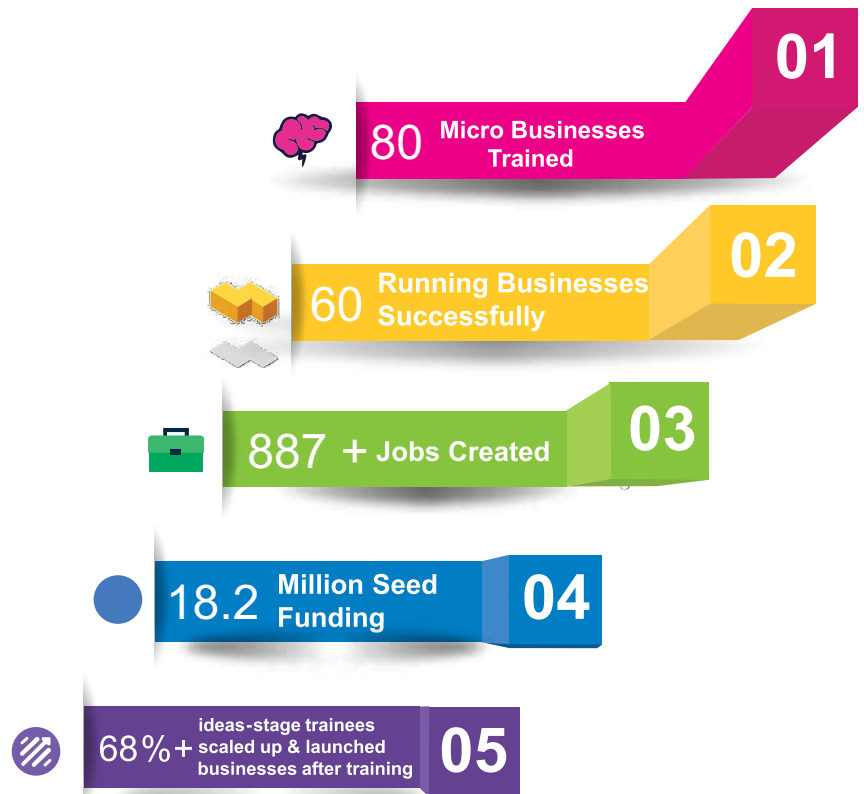 01
80 Micro Businesses
Trained
02
60 Running Businesses
Successfully
03
887 + Jobs Created
04
18.2 Million Seed
Funding
05
68%+ ideas-stage trainees
scaled up & launched
businesses after training